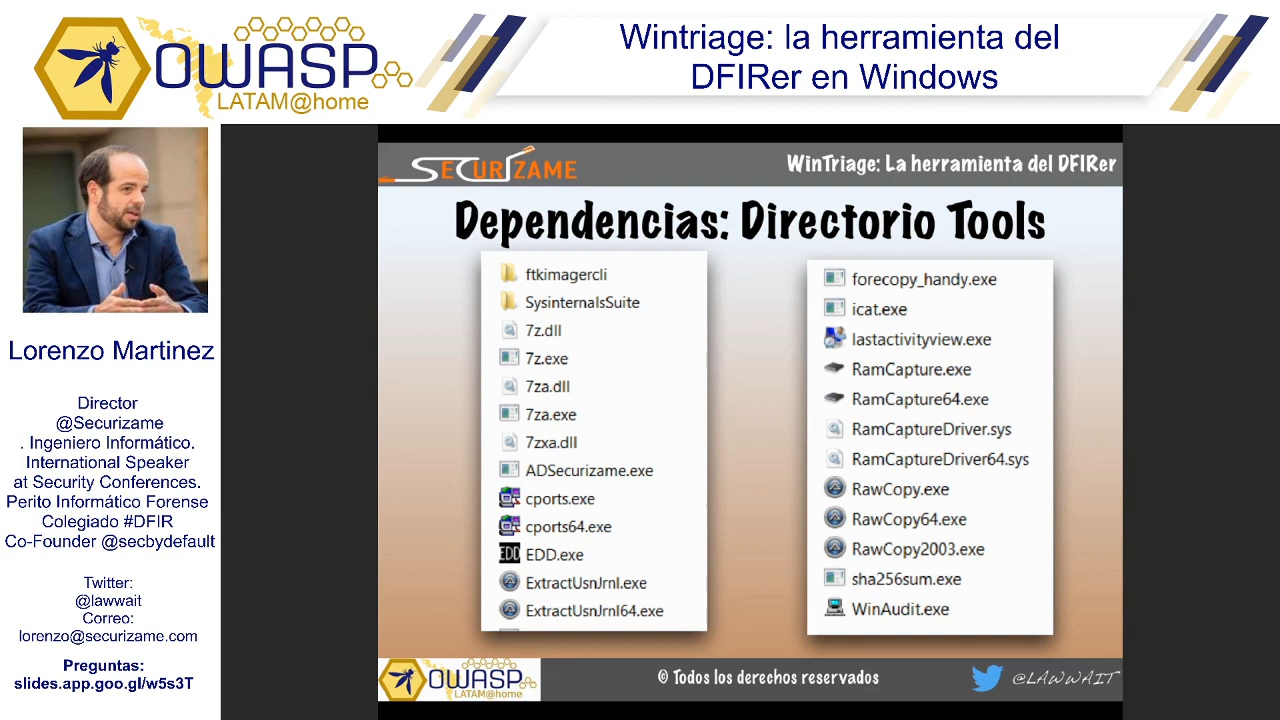 OWASP
LATAM@home
Wintriage: la herramienta del
DFIRer en Windows
Lorenzo Martinez
Director
@Securizame
. Ingeniero Informático.
International Speaker
at Security Conferences.
Perito Informático Forense
Colegiado #DFIR
Co-Founder @secbydefault
Twitter:
@lawwait
Correo:
lorenzo@securizame.com
Preguntas:
slides.app.goo.gl/w5s3T
SECURIZAME
WinTriage: La herramienta del DFIRer
Dependencias: Directorio Tools
ftkimagercli
SysinternalsSuite
7z.dll
7z.exe
7za.dll
7za.exe
7zxa.dll
ADSecurizame.exe
cports.exe
cports64.exe
EDD EDD.exe
ExtractUsnJrnl.exe
ExtractUsnJrnl64.exe
forecopy_handy.exe
icat.exe
lastactivityview.exe
RamCapture.exe
RamCapture64.exe
RamCaptureDriver.sys
RamCaptureDriver64.sys
RawCopy.exe
RawCopy64.exe
RawCopy2003.exe
sha256sum.exe
WinAudit.exe
OWASP
LATAM@home
© Todos los derechos reservados
@LAWWAIT